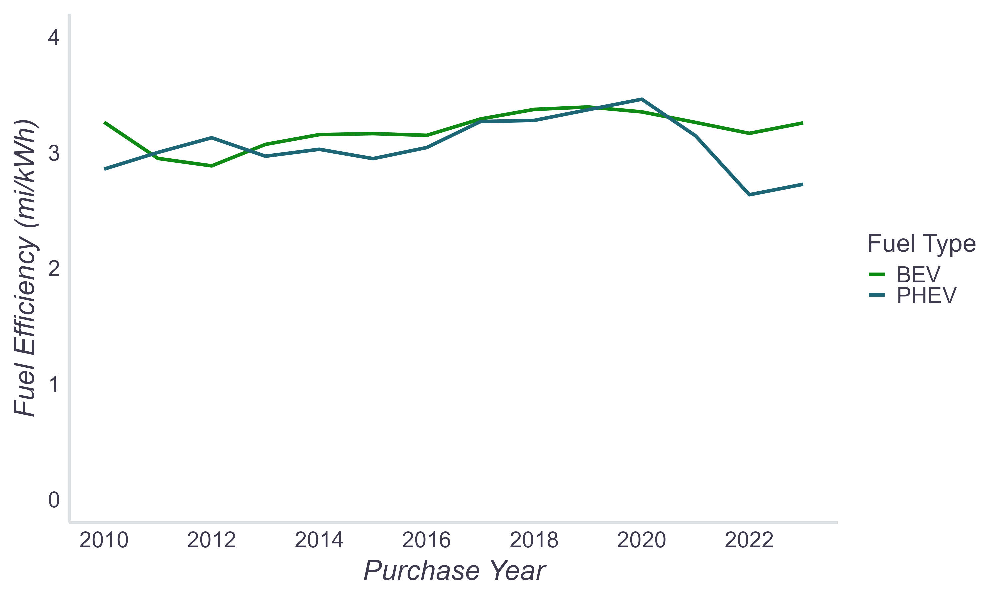 Fuel Efficiency (mi/kWh)
4
3
2
1
0
2010 2012 2014 2016 2018 2020 2022
Purchase Year
Fuel Type
BEV
PHEV